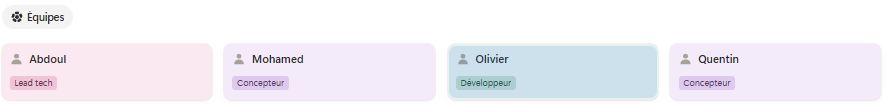 Équipes
Abdoul
Lead tech
Mohamed
Concepteur
Olivier
Développeur
Quentin
Concepteur